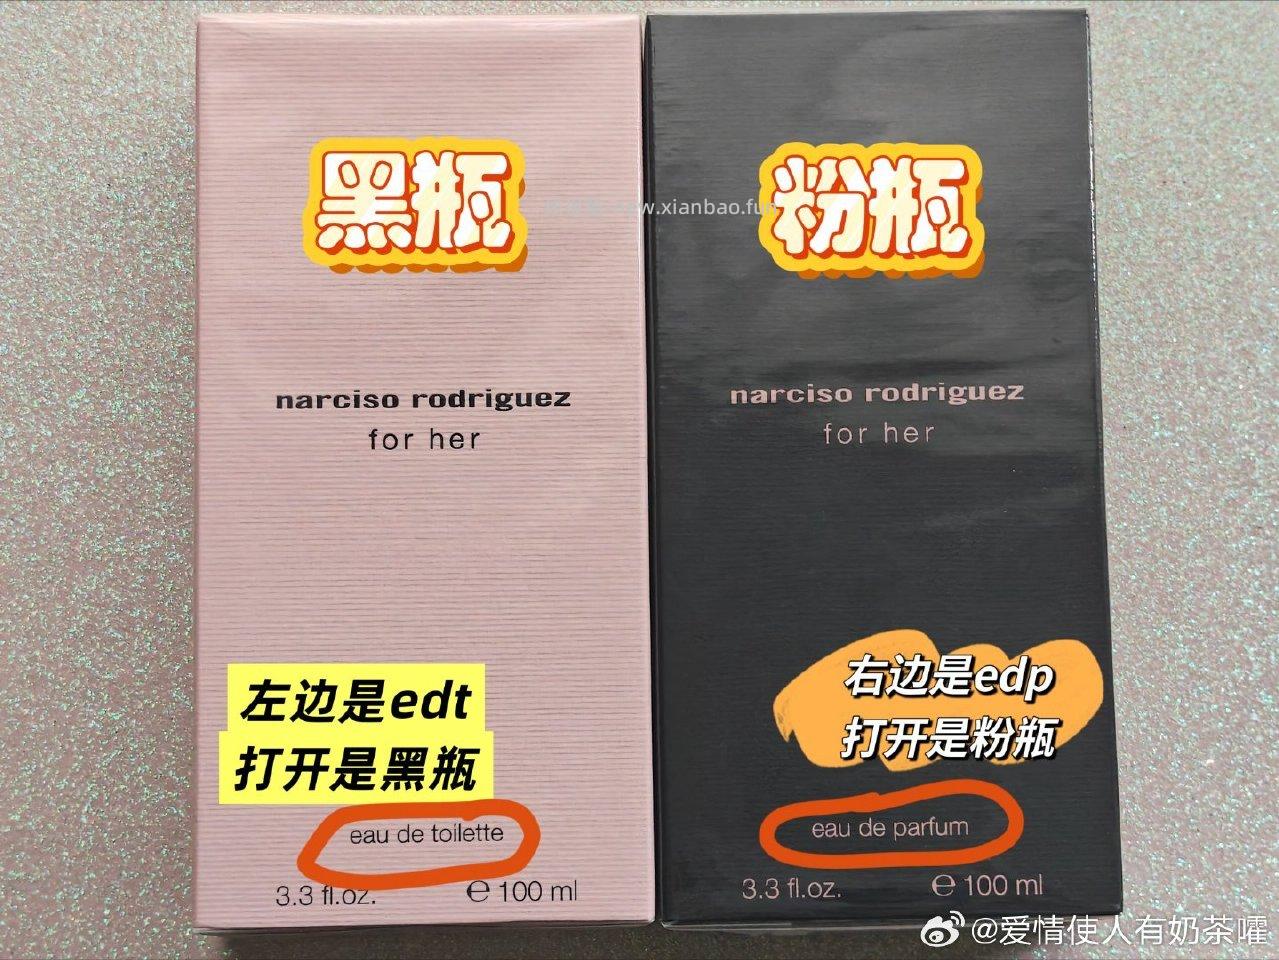 黑瓶
粉瓶
w.xianbao.fun
narciso rodriguez
for her
narciso rodriguez
for her
左边是edt
打开是黑瓶
右边是edp
打开是粉瓶
eau de toilette
3.3 fl.oz. ℮ 100 ml
eau de parfum
3.3 fl.oz. ℮ 100 ml
@爱情使人有奶茶嚯